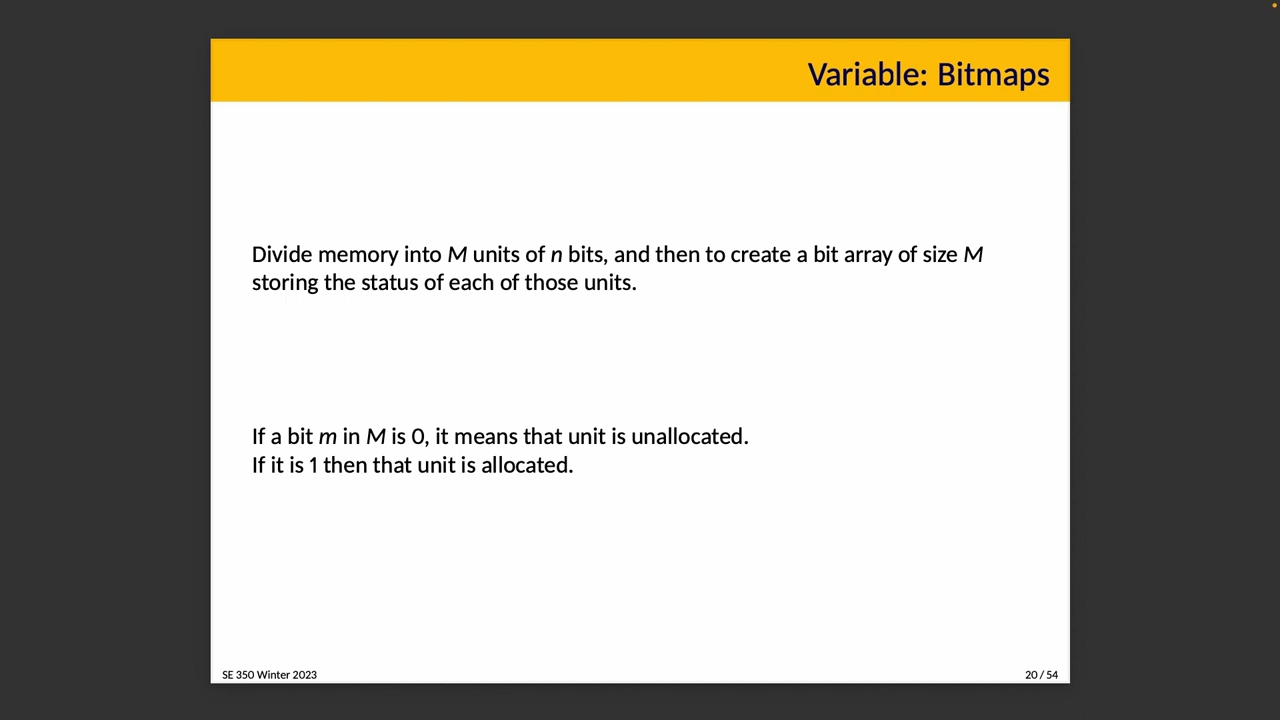 Variable: Bitmaps
Divide memory into M units of n bits, and then to create a bit array of size M
storing the status of each of those units.
If a bit m in M is 0, it means that unit is unallocated.
If it is 1 then that unit is allocated.
SE 350 Winter 2023
20 / 54